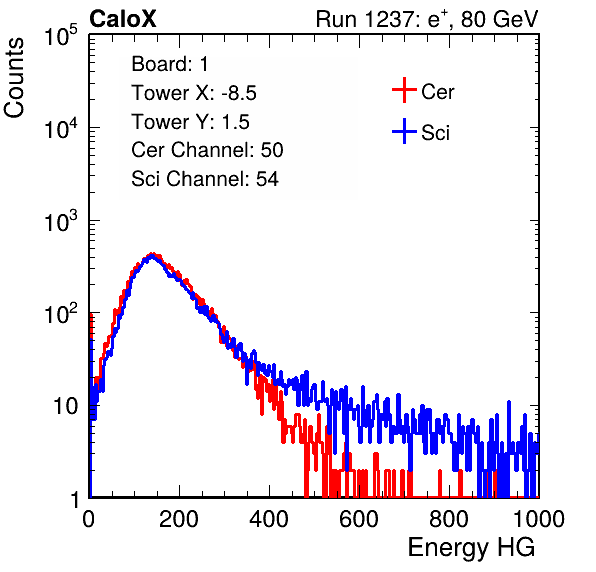 CaloX Run 1237: e⁺, 80 GeV
Counts
10⁵
10⁴
10³
10²
10
1
Board: 1
Tower X: -8.5
Tower Y: 1.5
Cer Channel: 50
Sci Channel: 54
Cer
Sci
0 200 400 600 800 1000
Energy HG